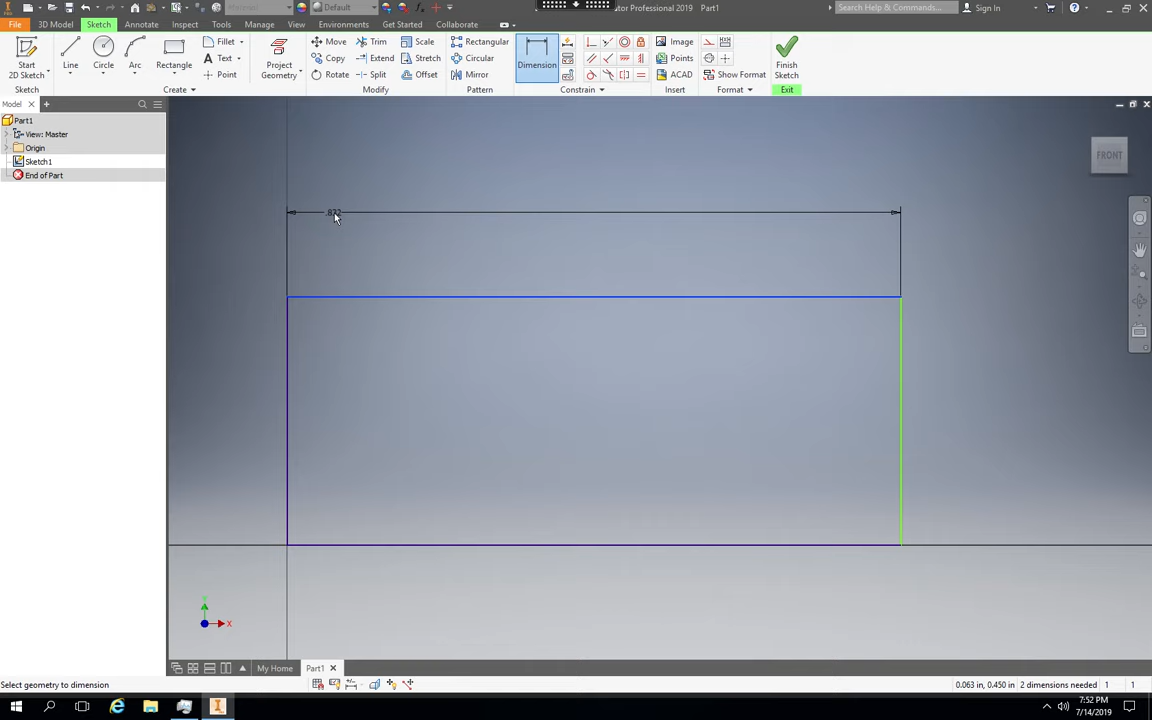 Default
tor Professional 2019 Part1
Search Help & Commands...
Sign In
File 3D Model Sketch Annotate Inspect Tools Manage View Environments Get Started Collaborate
Start 2D Sketch
Line
Circle
Arc
Rectangle
Fillet
Text
Point
Project Geometry
Move
Copy
Rotate
Trim
Extend
Split
Scale
Stretch
Offset
Rectangular
Circular
Mirror
Dimension
Image
Points
ACAD
Show Format
Finish Sketch
Sketch
Create
Modify
Pattern
Constrain
Insert
Format
Exit
Model
Part1
View: Master
Origin
Sketch1
End of Part
FRONT
X
My Home
Part1
Select geometry to dimension
0.063 in, 0.450 in 2 dimensions needed 1 1
7:52 PM
7/14/2019